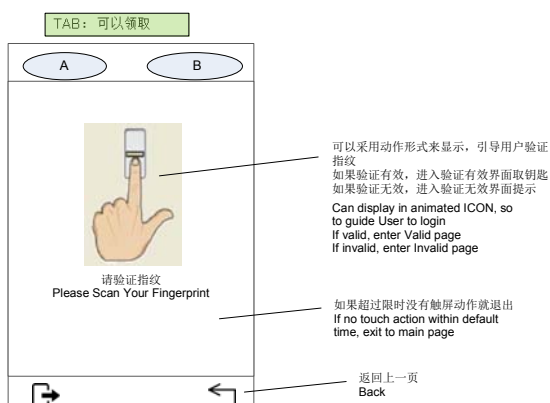 TAB: 可以领取
A
B
请验证指纹
Please Scan Your Fingerprint
可以采用动作形式来显示，引导用户验证
指纹
如果验证有效，进入验证有效界面取钥匙
如果验证无效，进入验证无效界面提示
Can display in animated ICON, so
to guide User to login
If valid, enter Valid page
If invalid, enter Invalid page
如果超过限时没有触屏动作就退出
If no touch action within default
time, exit to main page
返回上一页
Back